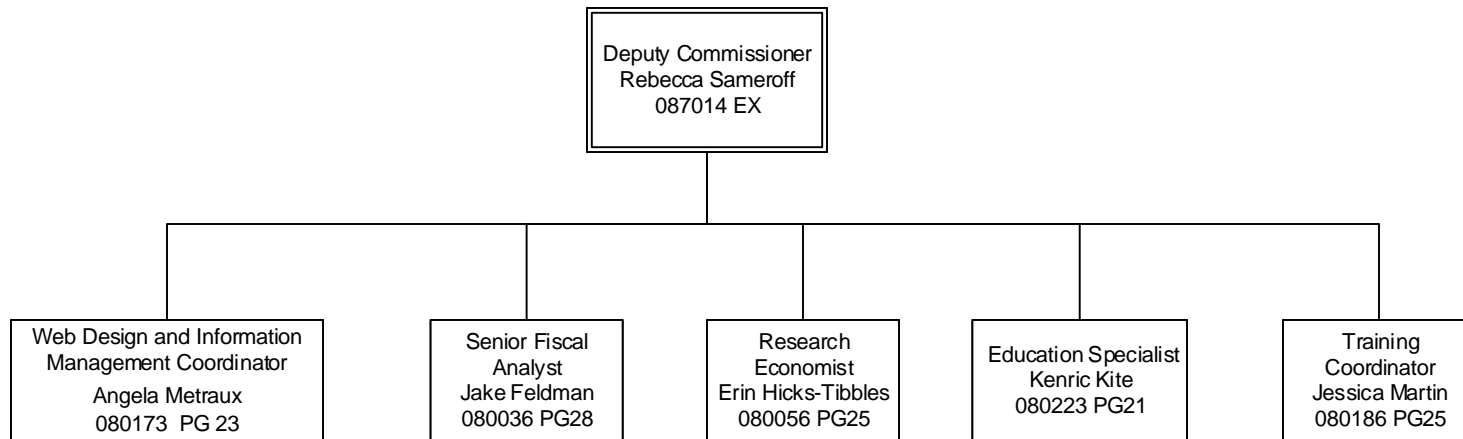 Deputy Commissioner
Rebecca Sameroff
087014 EX
Web Design and Information
Management Coordinator
Angela Metraux
080173 PG 23
Senior Fiscal
Analyst
Jake Feldman
080036 PG28
Research
Economist
Erin Hicks-Tibbles
080056 PG25
Education Specialist
Kenric Kite
080223 PG21
Training
Coordinator
Jessica Martin
080186 PG25